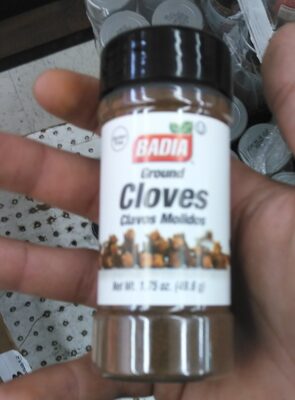 BADIA
Ground
Cloves
Clavos Molidos
Net Wt. 1.75 oz. (49.6 g)